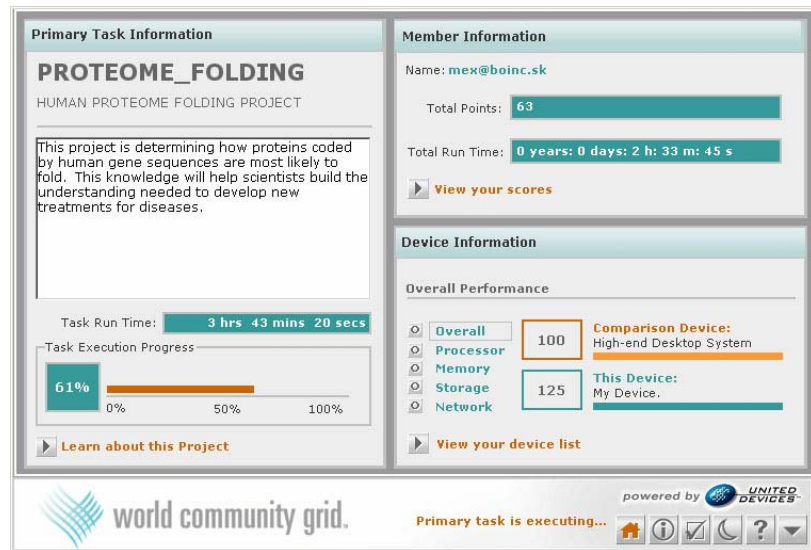 Primary Task Information
PROTEOME_FOLDING
HUMAN PROTEOME FOLDING PROJECT
This project is determining how proteins coded
by human gene sequences are most likely to
fold. This knowledge will help scientists build the
understanding needed to develop new
treatments for diseases.
Task Run Time: 3 hrs 43 mins 20 secs
Task Execution Progress
61%
0% 50% 100%
Learn about this Project
Member Information
Name: mex@boinc.sk
Total Points: 63
Total Run Time: 0 years: 0 days: 2 h: 33 m: 45 s
View your scores
Device Information
Overall Performance
Overall
Processor
Memory
Storage
Network
100
Comparison Device:
High-end Desktop System
125
This Device:
My Device.
View your device list
world community grid.
Primary task is executing...
powered by UNITED DEVICES
?